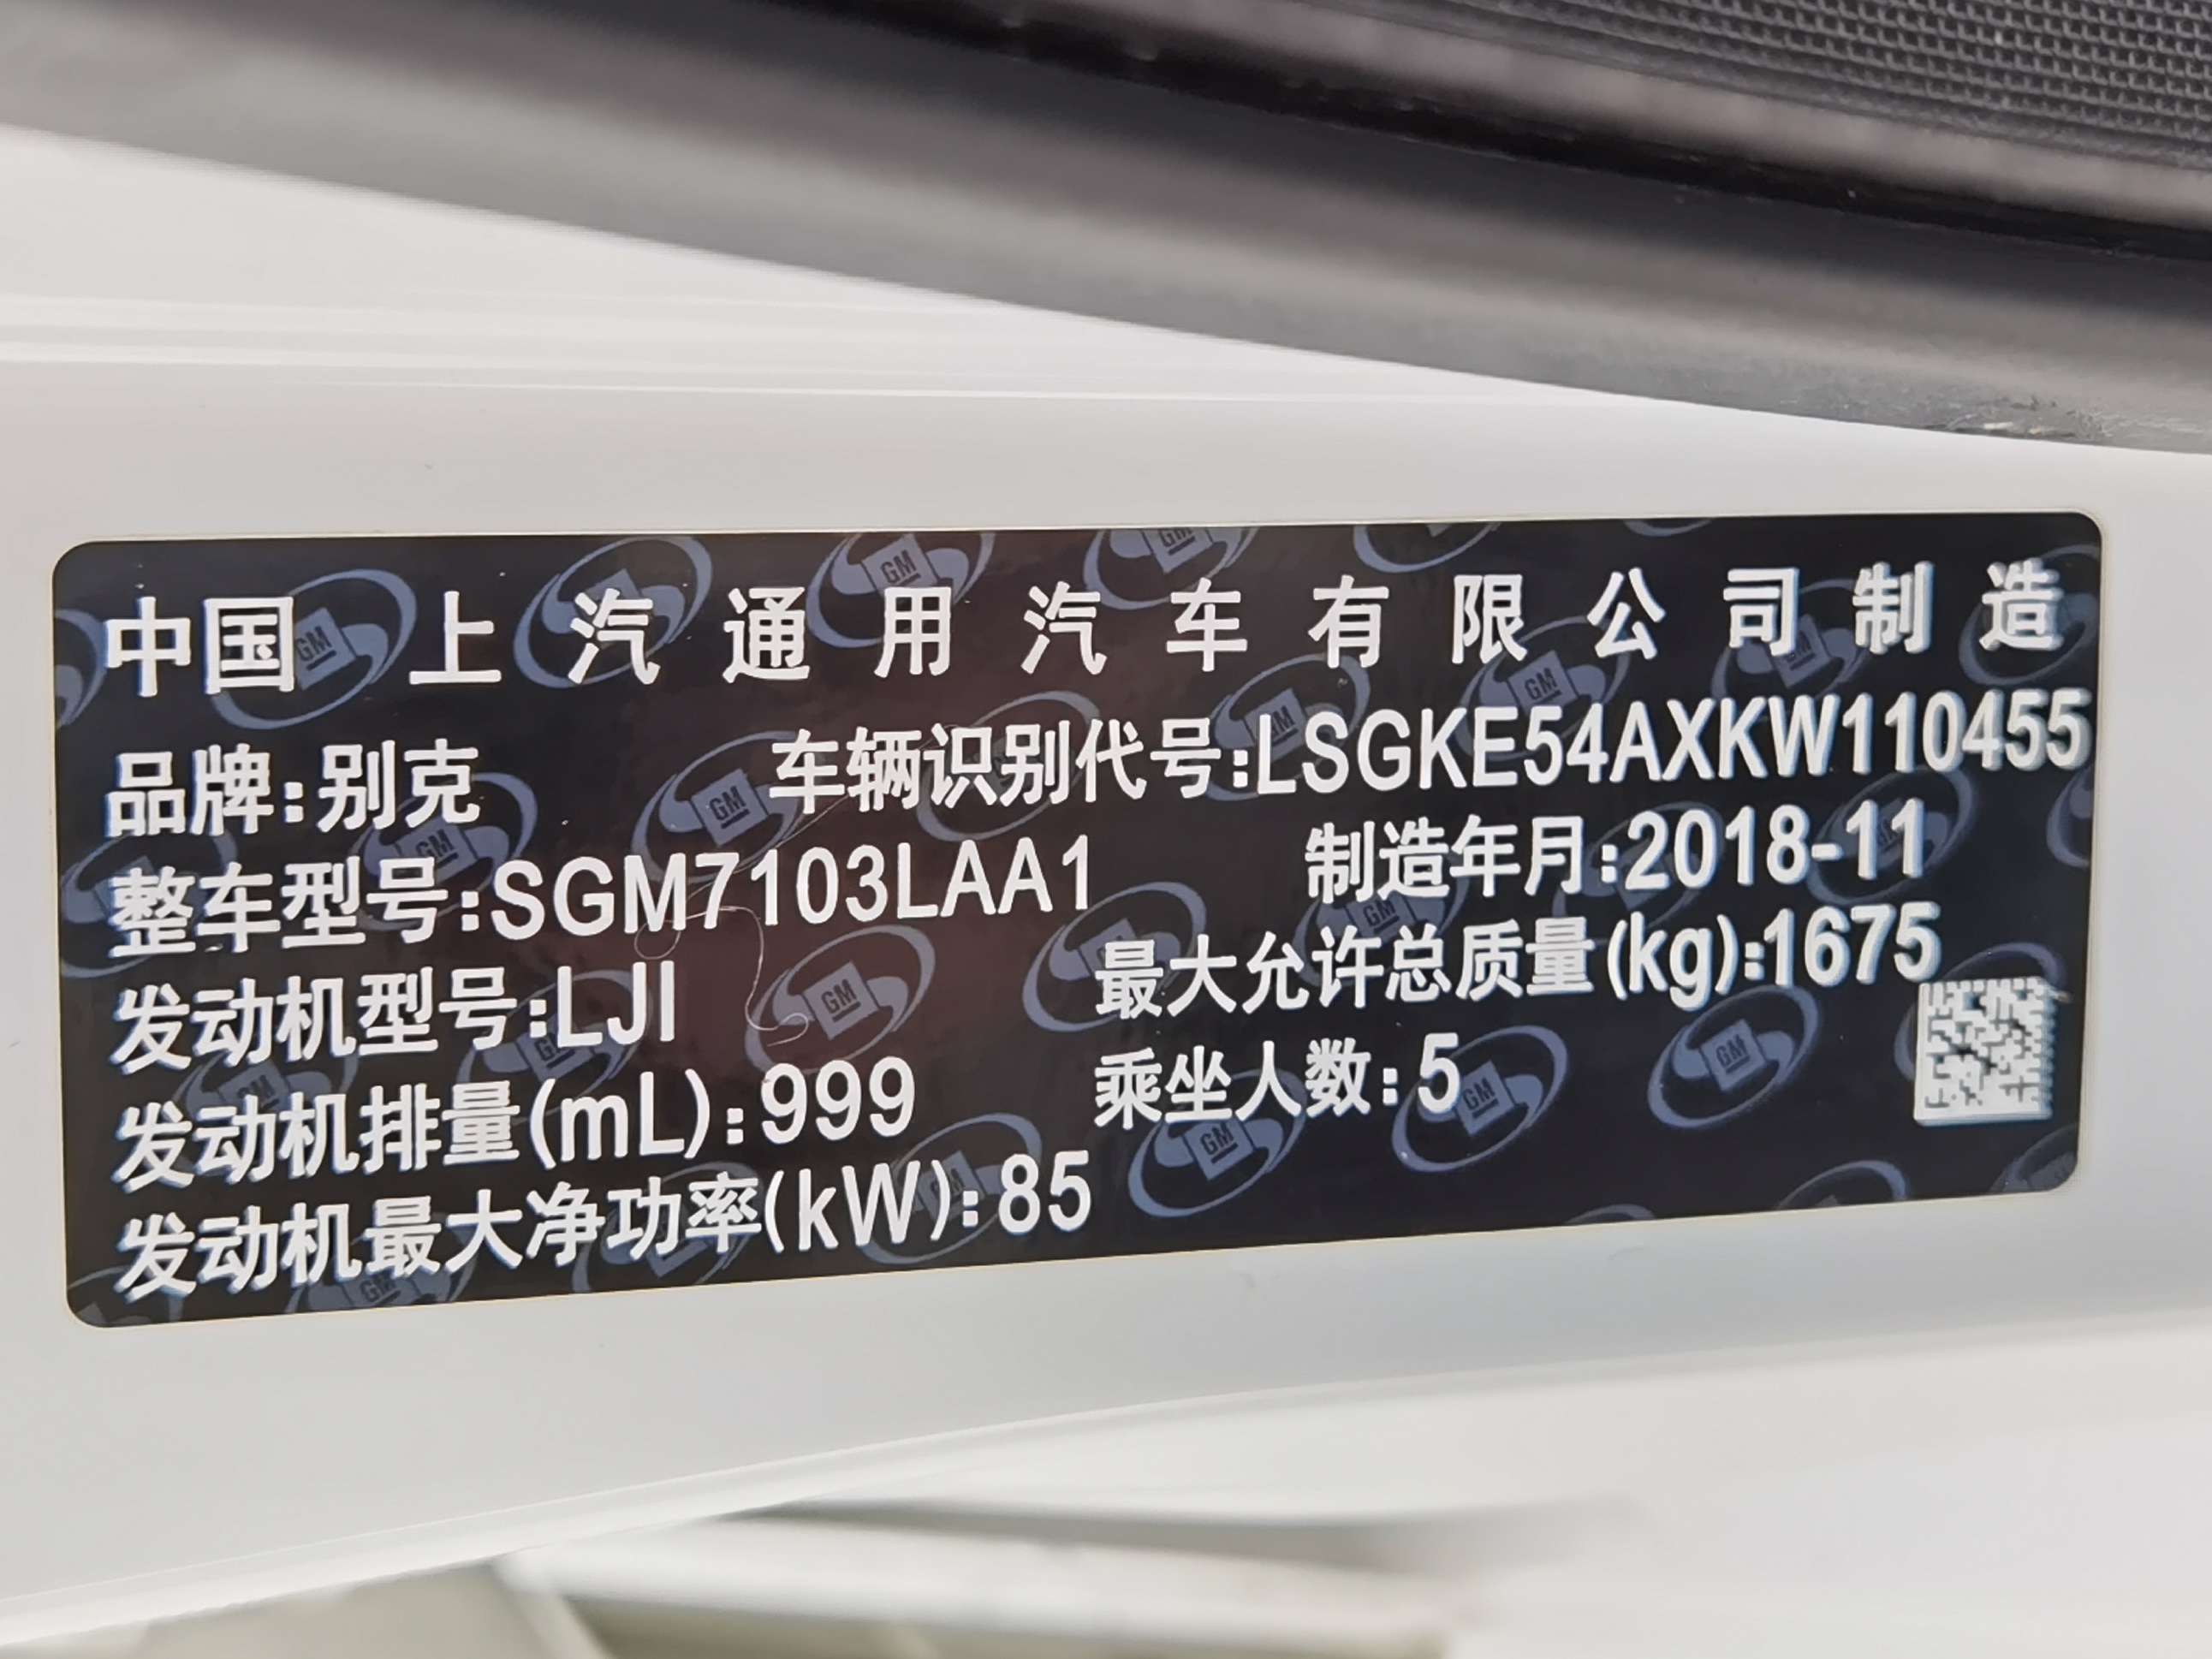 中国 上汽通用汽车有限公司制造
品牌:别克 车辆识别代号:LSGKE54AXKW110455
整车型号:SGM7103LAA1 制造年月:2018-11
发动机型号:LJI 最大允许总质量(kg):1675
发动机排量(mL):999 乘坐人数:5
发动机最大净功率(kW):85